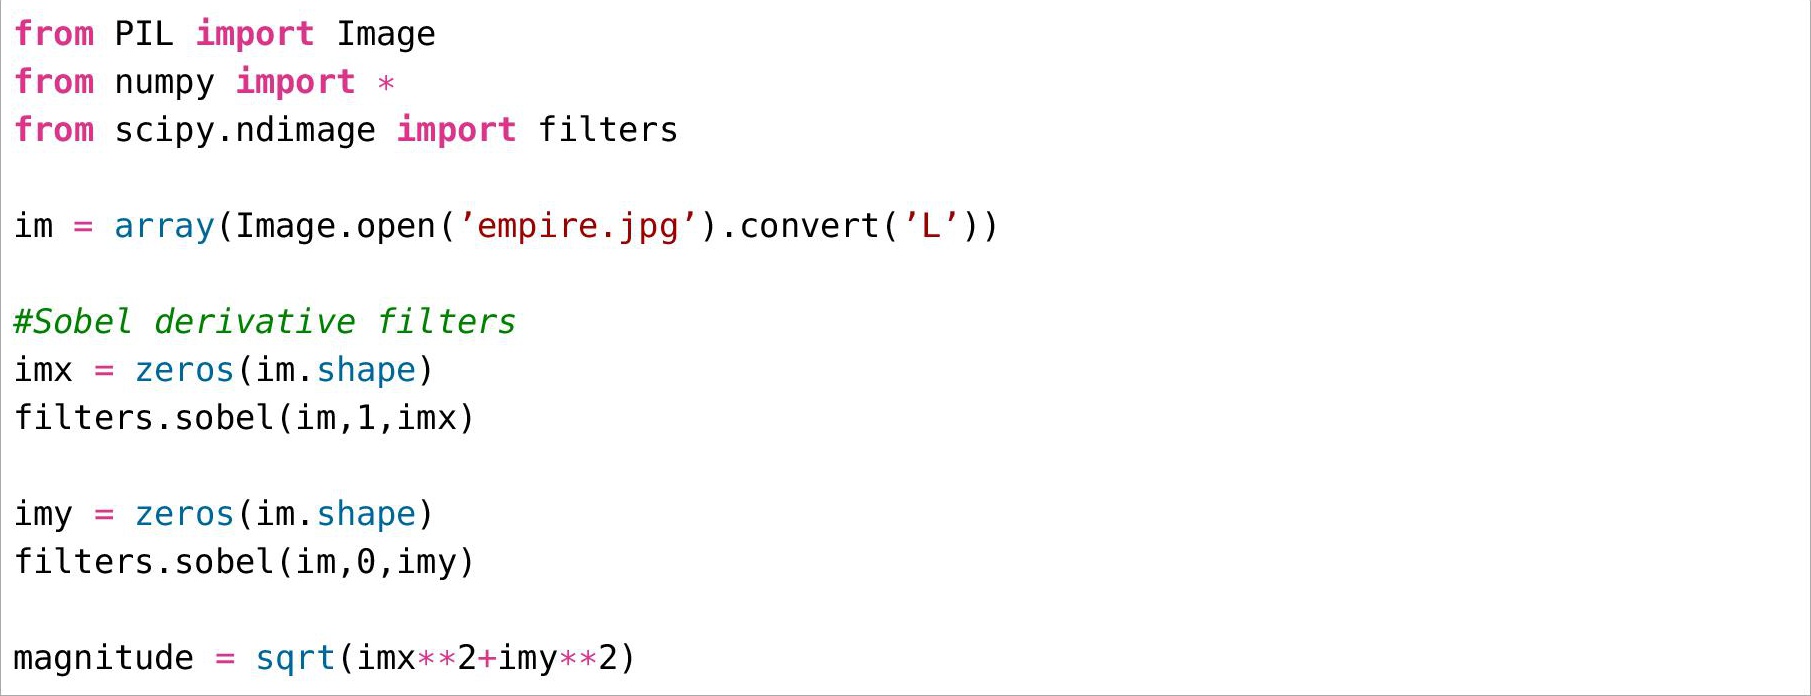 from PIL import Image
from numpy import *
from scipy.ndimage import filters
im = array(Image.open(’empire.jpg’).convert(’L’))
#Sobel derivative filters
imx = zeros(im.shape)
filters.sobel(im,1,imx)
imy = zeros(im.shape)
filters.sobel(im,0,imy)
magnitude = sqrt(imx**2+imy**2)